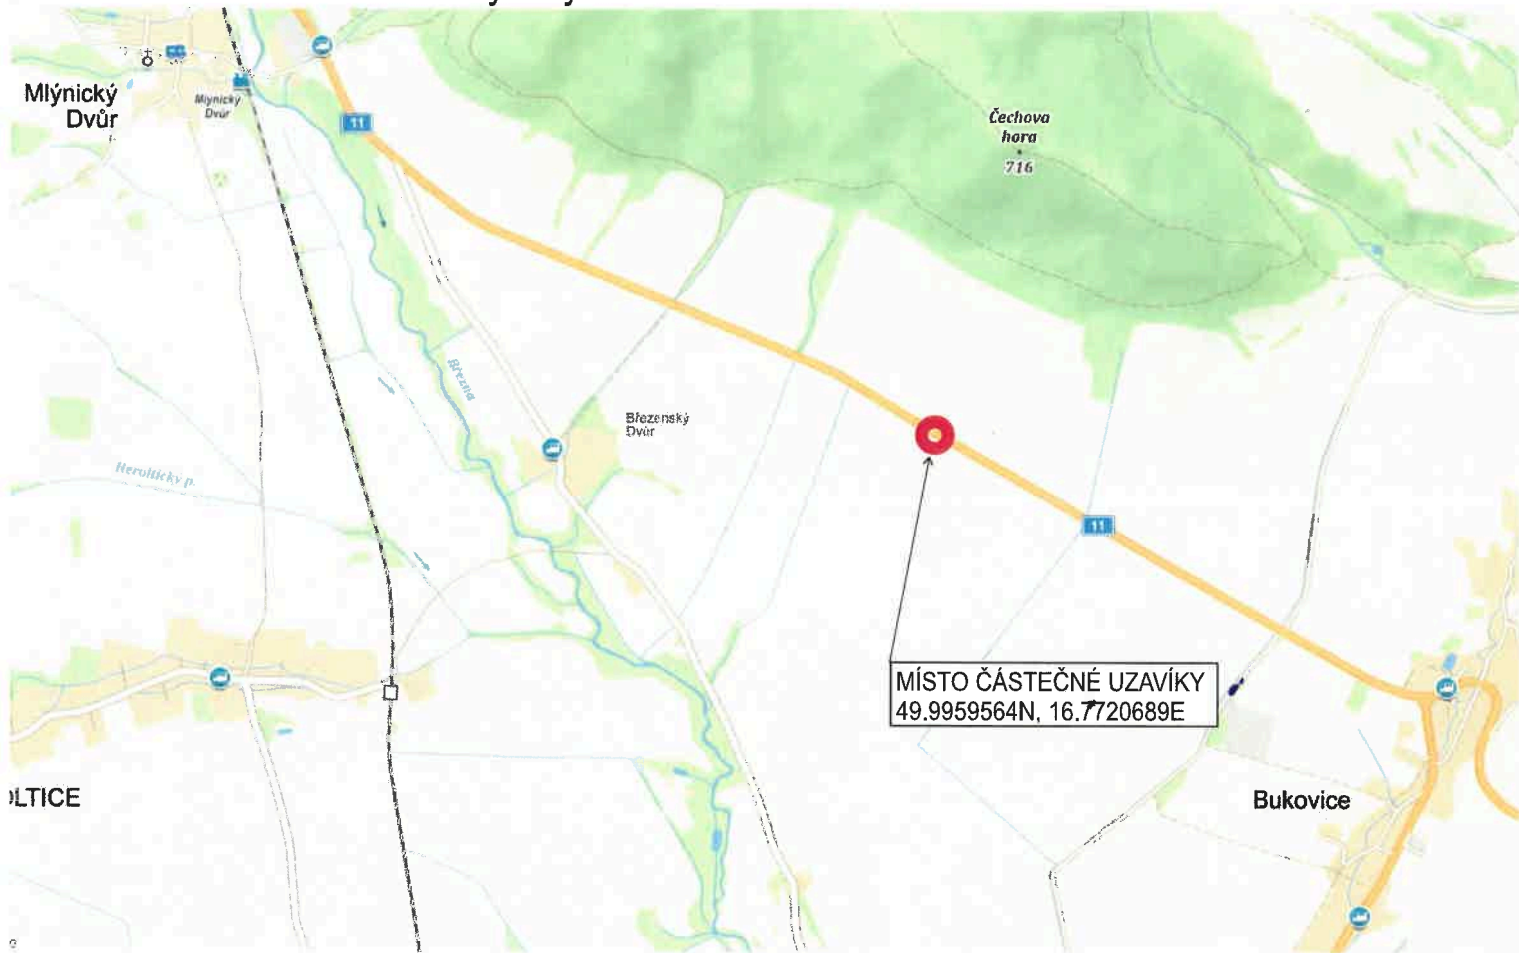 Mlýnický
Dvůr
Mlýnický
Dvůr
11
Čechova
hora
716
Březná
Březenský
Dvůr
Heroltický p.
11
MÍSTO ČÁSTEČNÉ UZAVÍKY
49.9959564N, 16.7720689E
LTICE
Bukovice